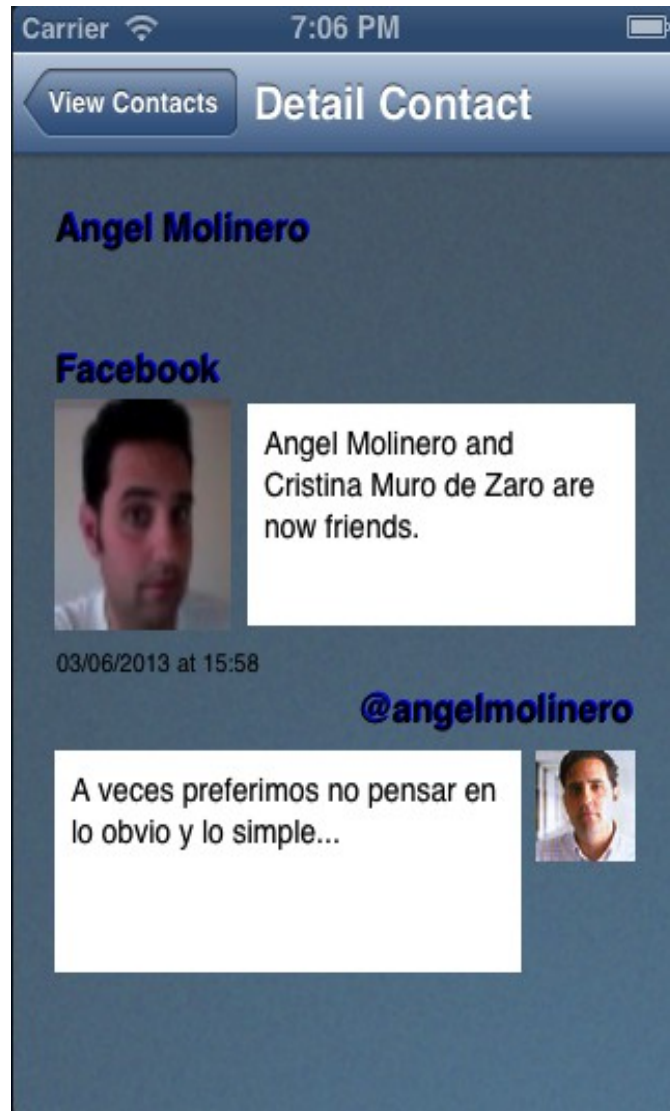 Carrier 7:06 PM
View Contacts Detail Contact
Angel Molinero
Facebook
Angel Molinero and
Cristina Muro de Zaro are
now friends.
03/06/2013 at 15:58
@angelmolinero
A veces preferimos no pensar en
lo obvio y lo simple...